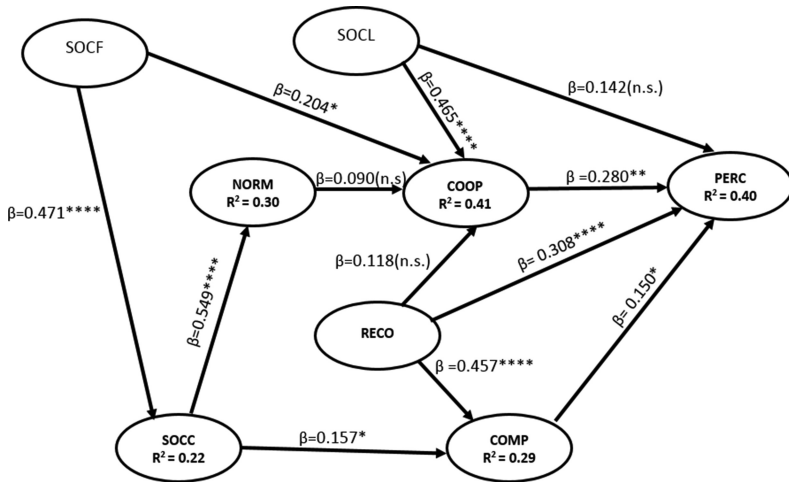 SOCF
SOCL
β=0.204*
β=0.465****
β=0.142(n.s.)
NORM
R² = 0.30
β=0.090(n.s)
COOP
R² = 0.41
β =0.280**
PERC
R² = 0.40
β=0.471****
β=0.549****
β=0.118(n.s.)
β= 0.308****
β= 0.150*
RECO
β =0.457****
SOCC
R² = 0.22
β=0.157*
COMP
R² = 0.29